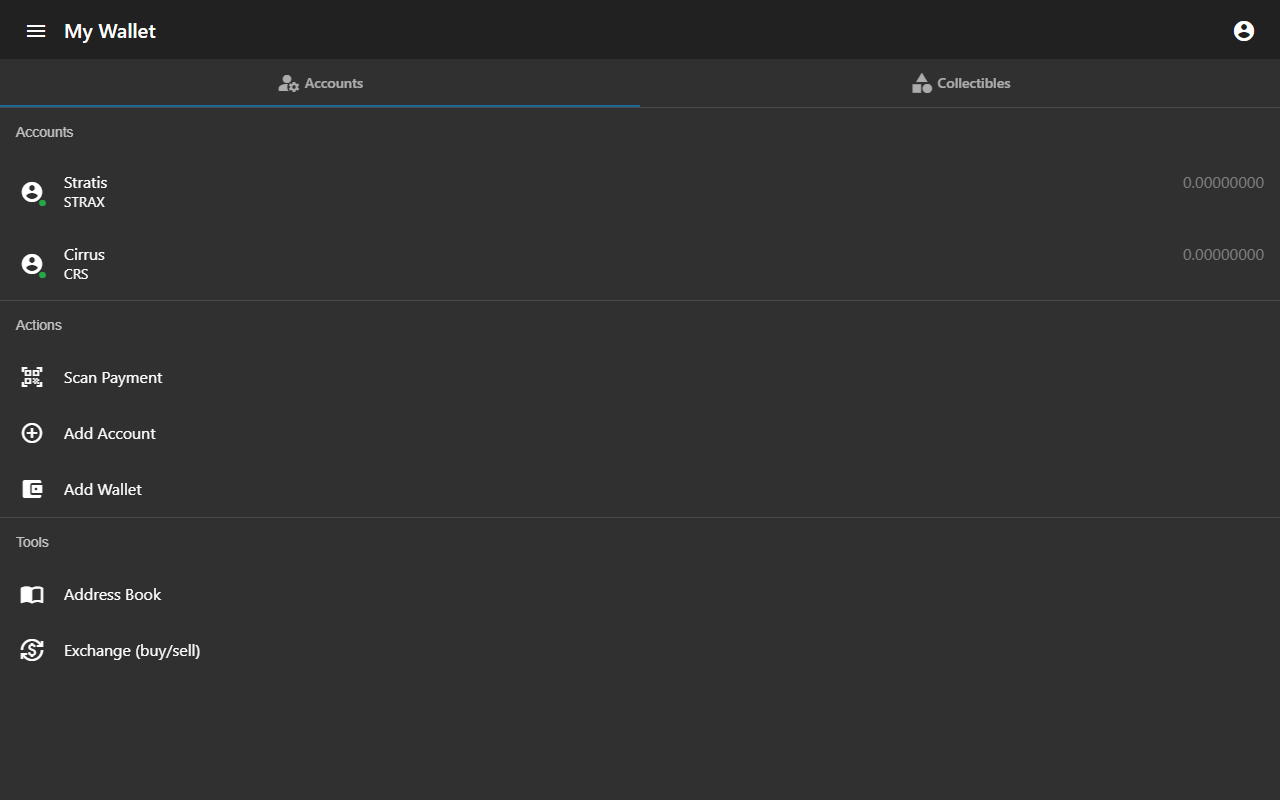 My Wallet
Accounts
Collectibles
Accounts
Stratis
0.00000000
STRAX
Cirrus
0.00000000
CRS
Actions
Scan Payment
Add Account
Add Wallet
Tools
Address Book
Exchange (buy/sell)